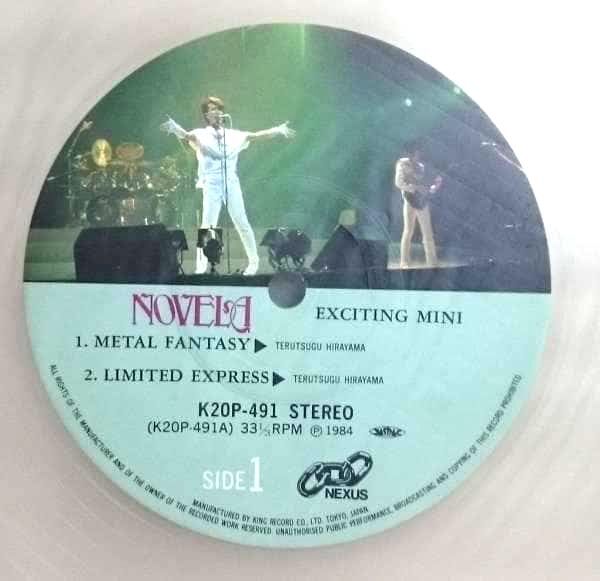 NOVELA
EXCITING MINI
1. METAL FANTASY▶ TERUTSUGU HIRAYAMA
2. LIMITED EXPRESS▶ TERUTSUGU HIRAYAMA
K20P-491 STEREO
(K20P-491A) 33⅓RPM Ⓟ1984
SIDE 1
NEXUS
ALL RIGHTS OF THE MANUFACTURER AND OF THE OWNER OF THE RECORDED WORK RESERVED. UNAUTHORISED PUBLIC PERFORMANCE, BROADCASTING AND COPYING OF THIS RECORD PROHIBITED
MANUFACTURED BY KING RECORD CO., LTD. TOKYO, JAPAN.